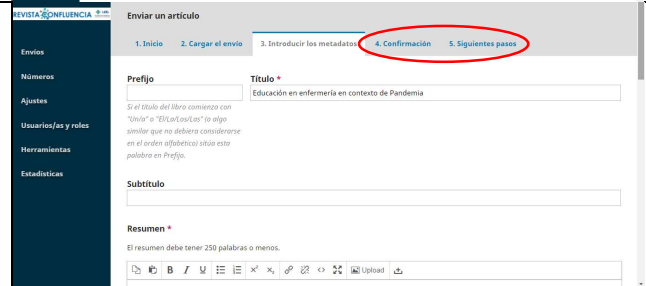 REVISTA CONFLUENCIA
Enviar un artículo
1. Inicio 2. Cargar el envío 3. Introducir los metadatos 4. Confirmación 5. Siguientes pasos
Envíos
Números
Ajustes
Usuarios/as y roles
Herramientas
Estadísticas
Prefijo Título *
Educación en enfermería en contexto de Pandemia
Si el título del libro comienza con
"Un/a" o "El/La/Los/Las" (o algo
similar que no debiera considerarse
en el orden alfabético) sitúa esta
palabra en Prefijo.
Subtítulo
Resumen *
El resumen debe tener 250 palabras o menos.
B I U Upload